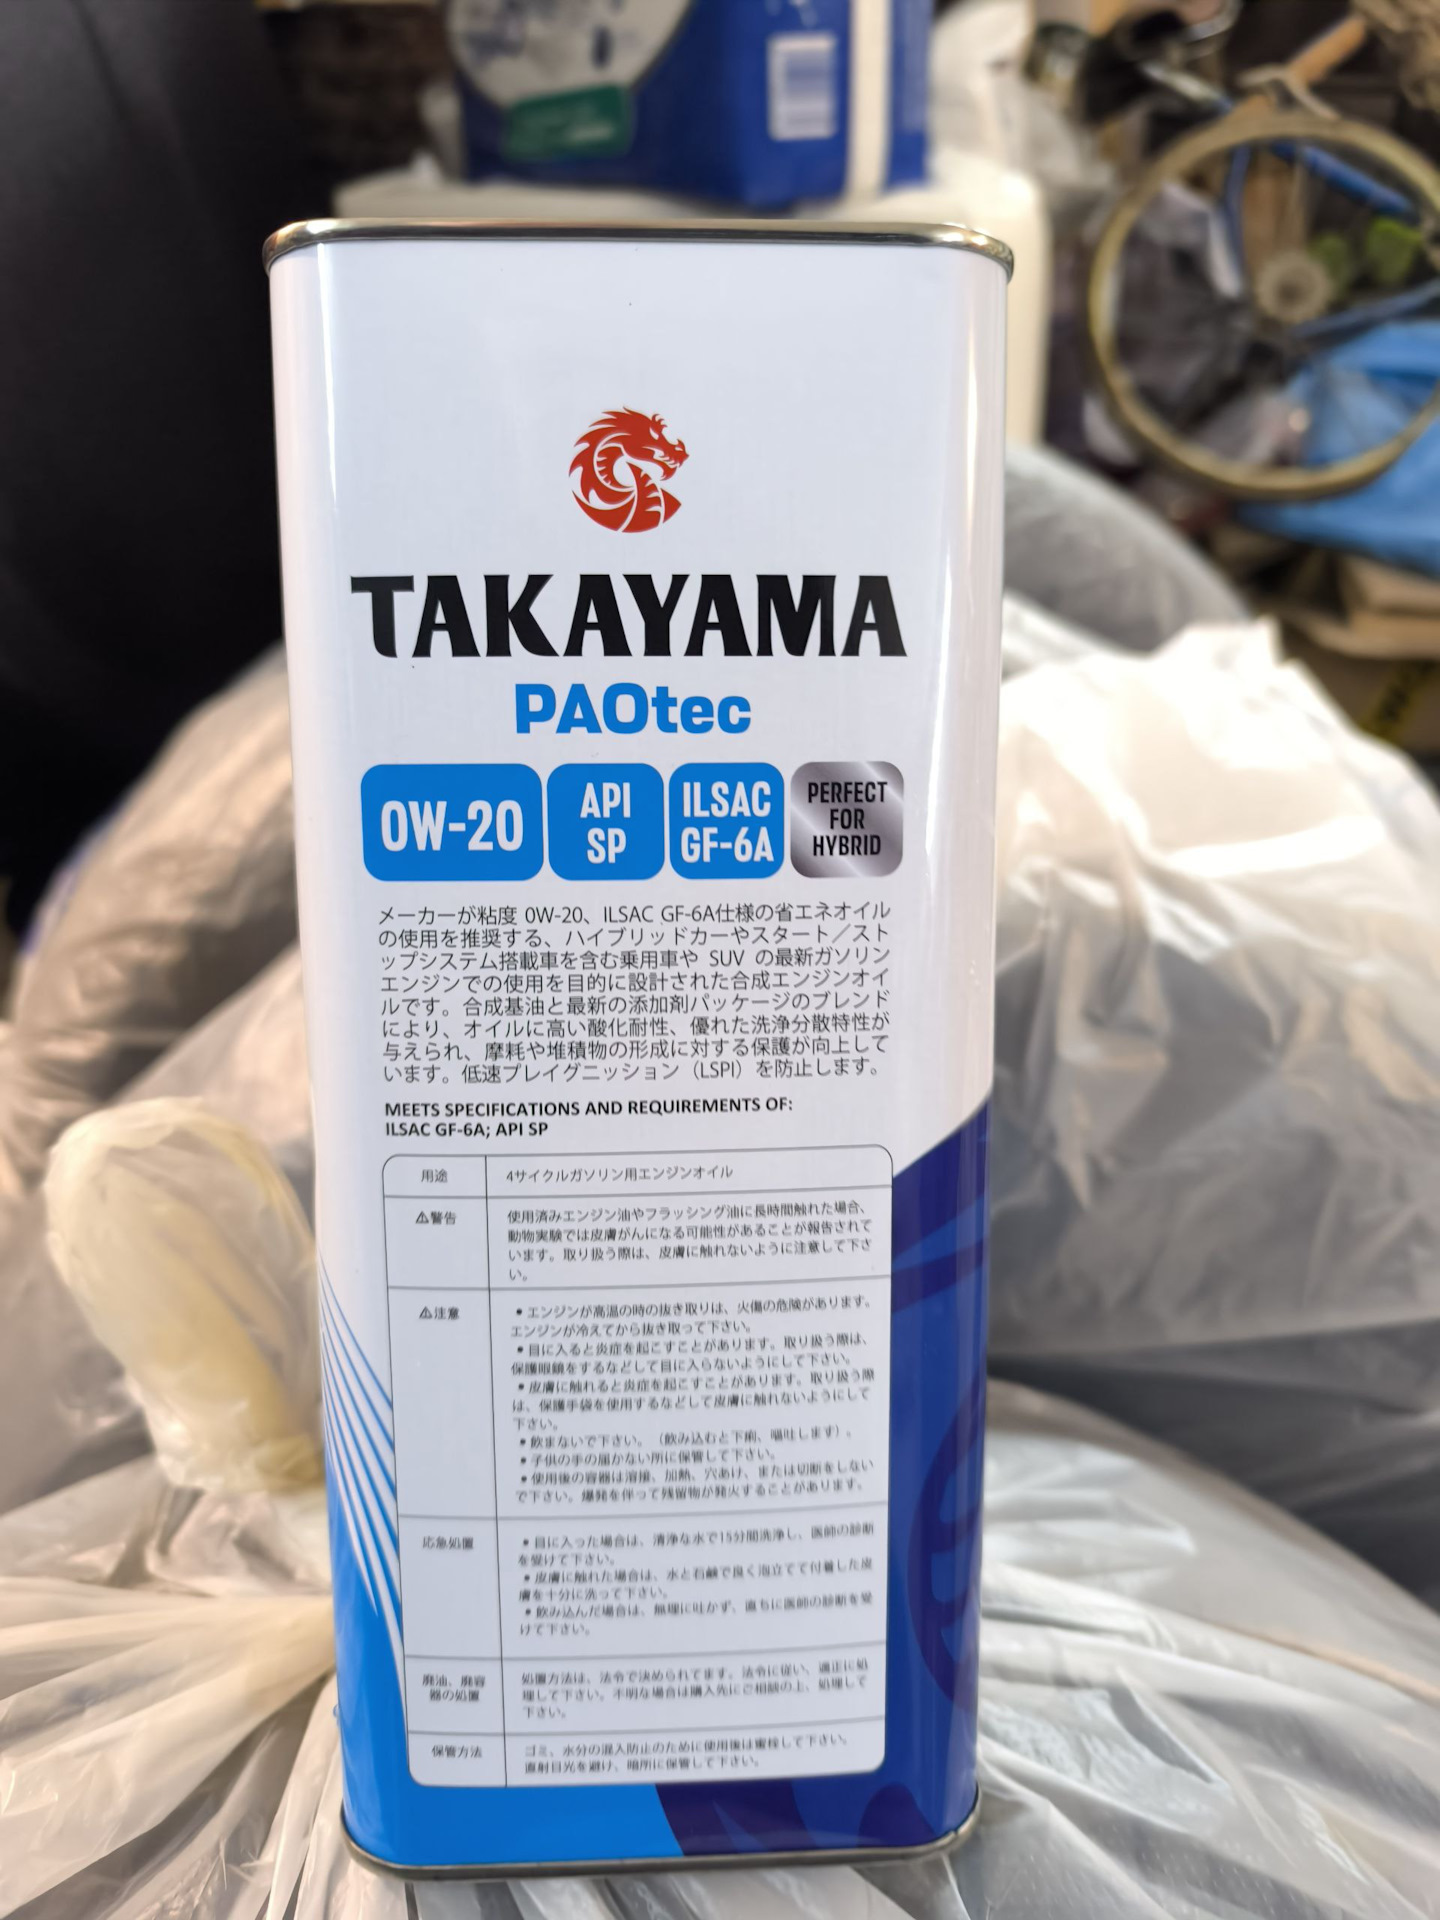 TAKAYAMA
PAOtec
0W-20
API
SP
ILSAC
GF-6A
PERFECT
FOR
HYBRID
メーカーが粘度 0W-20、ILSAC GF-6A仕様の省エネオイル
の使用を推奨する、ハイブリッドカーやスタート／スト
ップシステム搭載車を含む乗用車や SUV の最新ガソリン
エンジンでの使用を目的に設計された合成エンジンオイ
ルです。合成基油と最新の添加剤パッケージのブレンド
により、オイルに高い酸化耐性、優れた洗浄分散特性が
与えられ、摩耗や堆積物の形成に対する保護が向上して
います。低速プレイグニッション（LSPI）を防止します。
MEETS SPECIFICATIONS AND REQUIREMENTS OF:
ILSAC GF-6A; API SP
用途
4サイクルガソリン用エンジンオイル
⚠警告
使用済みエンジン油やフラッシング油に長時間触れた場合、
動物実験では皮膚がんになる可能性があることが報告されて
います。取り扱う際は、皮膚に触れないように注意して下さ
い。
⚠注意
• エンジンが高温の時の抜き取りは、火傷の危険があります。
エンジンが冷えてから抜き取って下さい。
• 目に入ると炎症を起こすことがあります。取り扱う際は、
保護眼鏡をするなどして目に入らないようにして下さい。
• 皮膚に触れると炎症を起こすことがあります。取り扱う際
は、保護手袋を使用するなどして皮膚に触れないようにして
下さい。
• 飲まないで下さい。（飲み込むと下痢、嘔吐します）。
• 子供の手の届かない所に保管して下さい。
• 使用後の容器は溶接、加熱、穴あけ、または切断をしない
で下さい。爆発を伴って残留物が発火することがあります。
応急処置
• 目に入った場合は、清浄な水で15分間洗浄し、医師の診断
を受けて下さい。
• 皮膚に触れた場合は、水と石鹸で良く泡立てて付着した皮
膚を十分に洗って下さい。
• 飲み込んだ場合は、無理に吐かず、直ちに医師の診断を受
けて下さい。
廃油、廃容
器の処置
処置方法は、法令で決められてます。法令に従い、適正に処
理して下さい。不明な場合は購入先にご相談の上、処理して
下さい。
保管方法
ゴミ、水分の混入防止のために使用後は蜜栓して下さい。
直射日光を避け、暗所に保管して下さい。